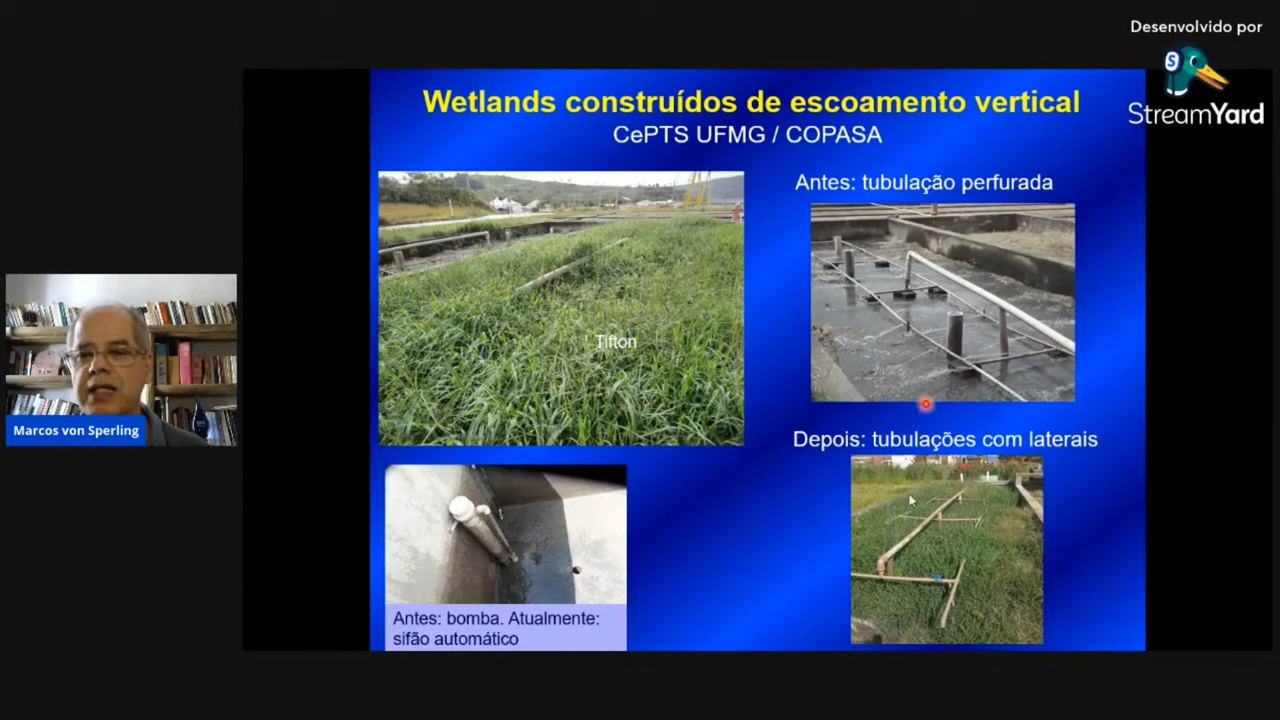 Desenvolvido por
S
StreamYard
Wetlands construídos de escoamento vertical
CePTS UFMG / COPASA
Antes: tubulação perfurada
Tifton
Depois: tubulações com laterais
Marcos von Sperling
Antes: bomba. Atualmente:
sifão automático